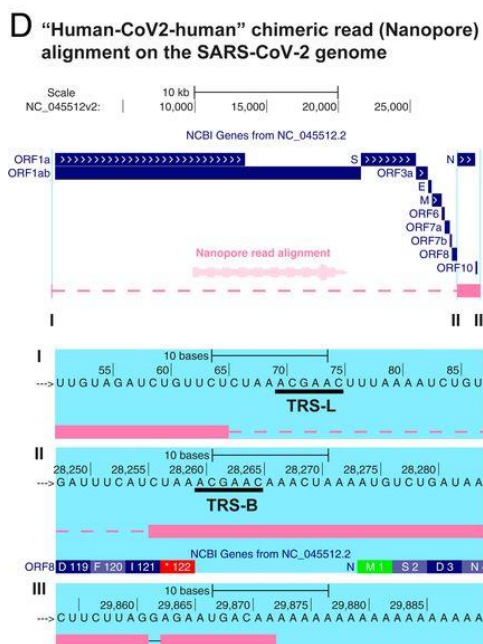 D "Human-CoV2-human" chimeric read (Nanopore)
alignment on the SARS-CoV-2 genome
Scale 10 kb
NC_045512v2: 10,000 15,000 20,000 25,000
NCBI Genes from NC_045512.2
ORF1a S N
ORF1ab ORF3a
E
M
ORF6
ORF7a
ORF7b
ORF8
ORF10
Nanopore read alignment
I II II
I 10 bases
55 60 65 70 75 80 85
---> U U G U A G A U C U G U U C U C U A A A C G A A C U U U A A A A U C U G U
TRS-L
II 10 bases
28,250 28,255 28,260 28,265 28,270 28,275 28,280
---> G A U U U C A U C U A A A C G A A C A A A C U A A A A U G U C U G A U A A
TRS-B
NCBI Genes from NC_045512.2
ORF8 D 119 F 120 I 121 * 122 N M 1 S 2 D 3 N
III 10 bases
29,860 29,865 29,870 29,875 29,880 29,885
---> C U U C U U A G G A G A A U G A C A A A A A A A A A A A A A A A A A A A A